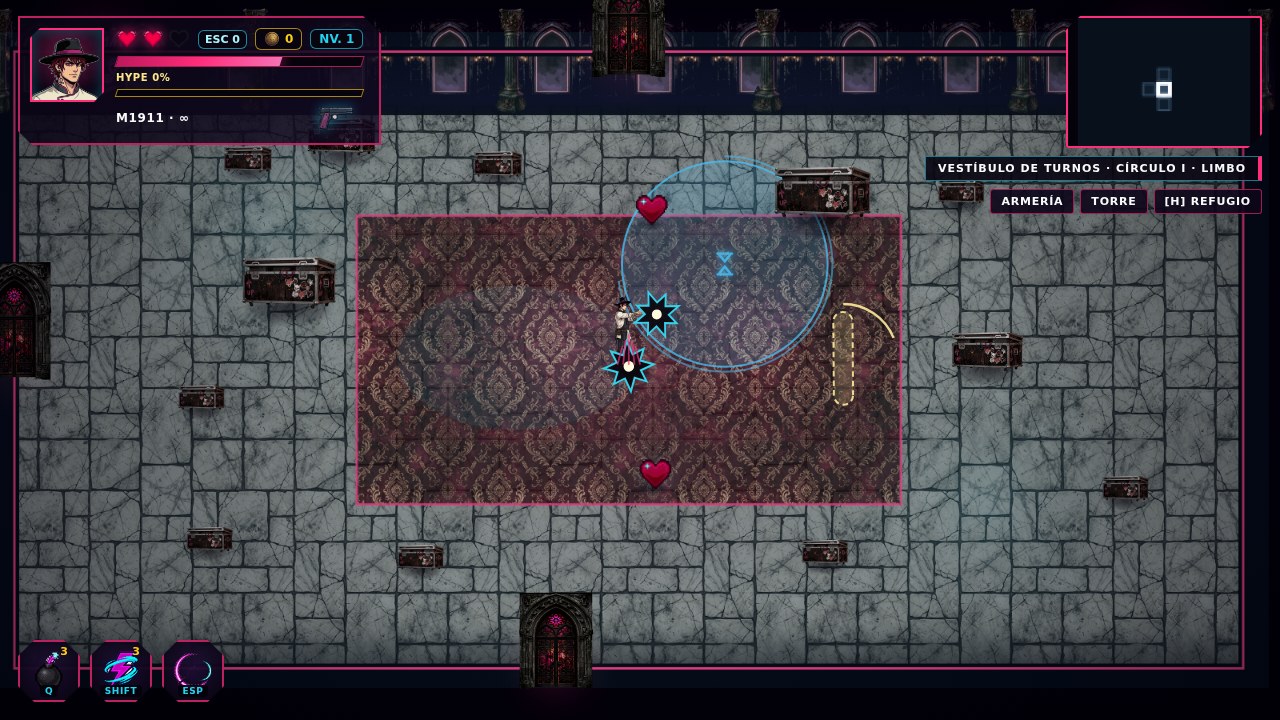 ESC 0
0
NV. 1
HYPE 0%
M1911 · ∞
VESTÍBULO DE TURNOS · CÍRCULO I · LIMBO
ARMERÍA
TORRE
[H] REFUGIO
3
Q
3
SHIFT
ESP